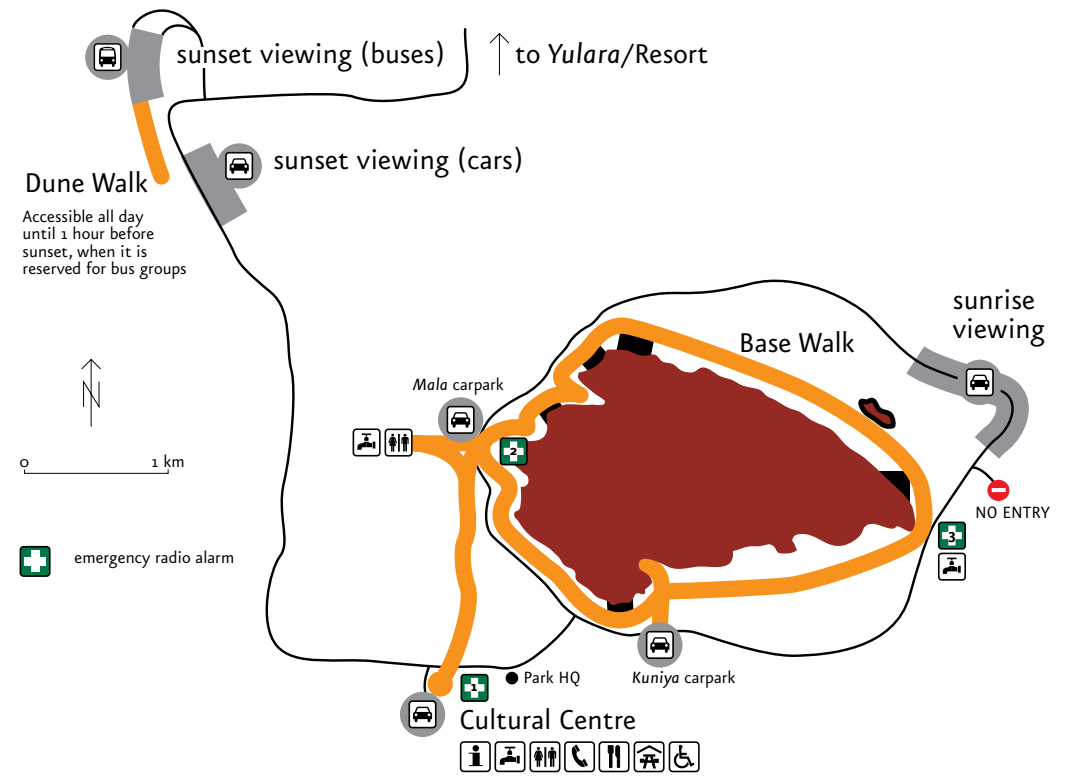 sunset viewing (buses)
to Yulara/Resort
sunset viewing (cars)
Dune Walk
Accessible all day
until 1 hour before
sunset, when it is
reserved for bus groups
sunrise
viewing
Base Walk
Mala carpark
N
2
0 1 km
NO ENTRY
3
emergency radio alarm
1
Park HQ
Kuniya carpark
Cultural Centre
i